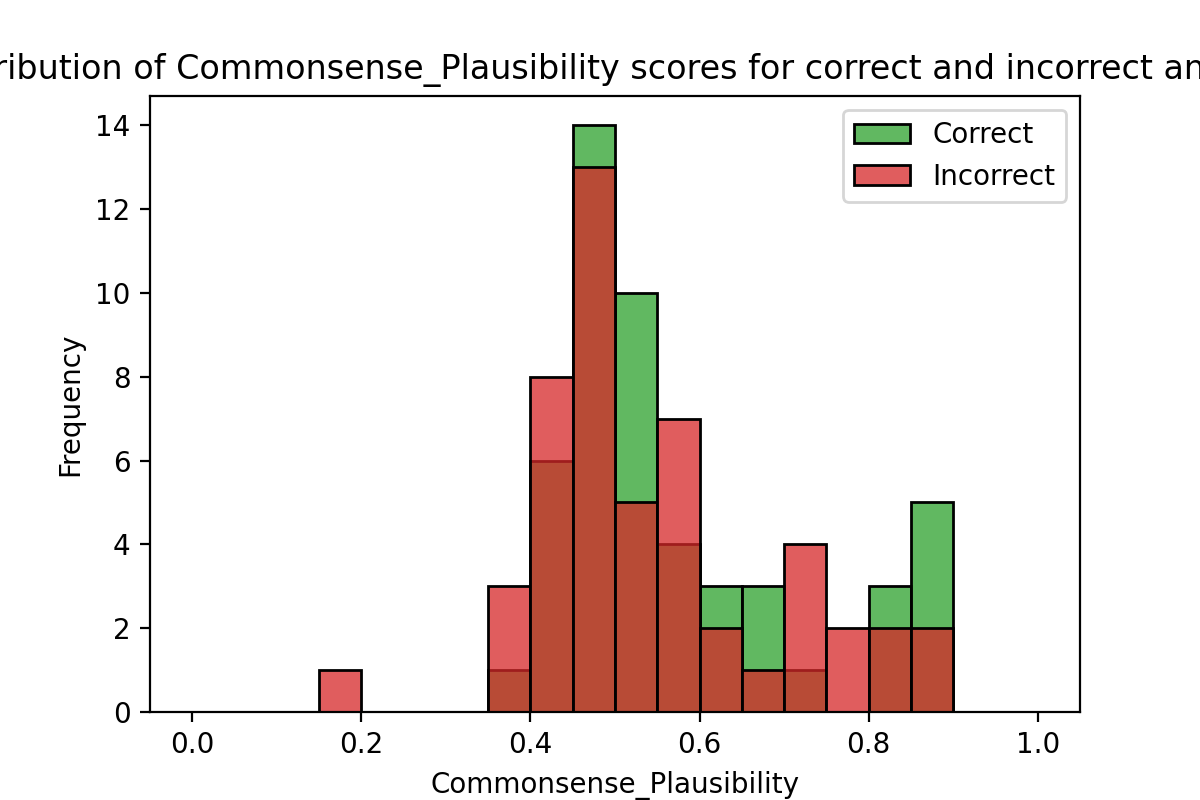 ribution of Commonsense_Plausibility scores for correct and incorrect an
Correct
Incorrect
Frequency
14
12
10
8
6
4
2
0
0.0 0.2 0.4 0.6 0.8 1.0
Commonsense_Plausibility